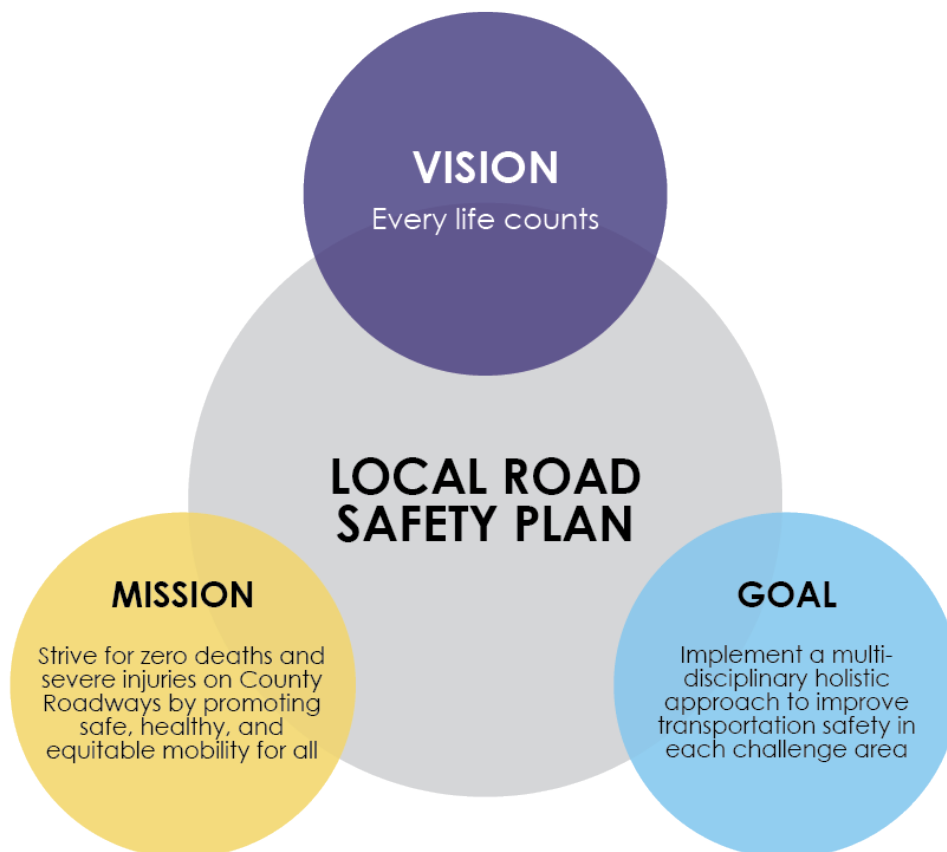 VISION
Every life counts
LOCAL ROAD
SAFETY PLAN
MISSION
Strive for zero deaths and
severe injuries on County
Roadways by promoting
safe, healthy, and
equitable mobility for all
GOAL
Implement a multi-
disciplinary holistic
approach to improve
transportation safety in
each challenge area